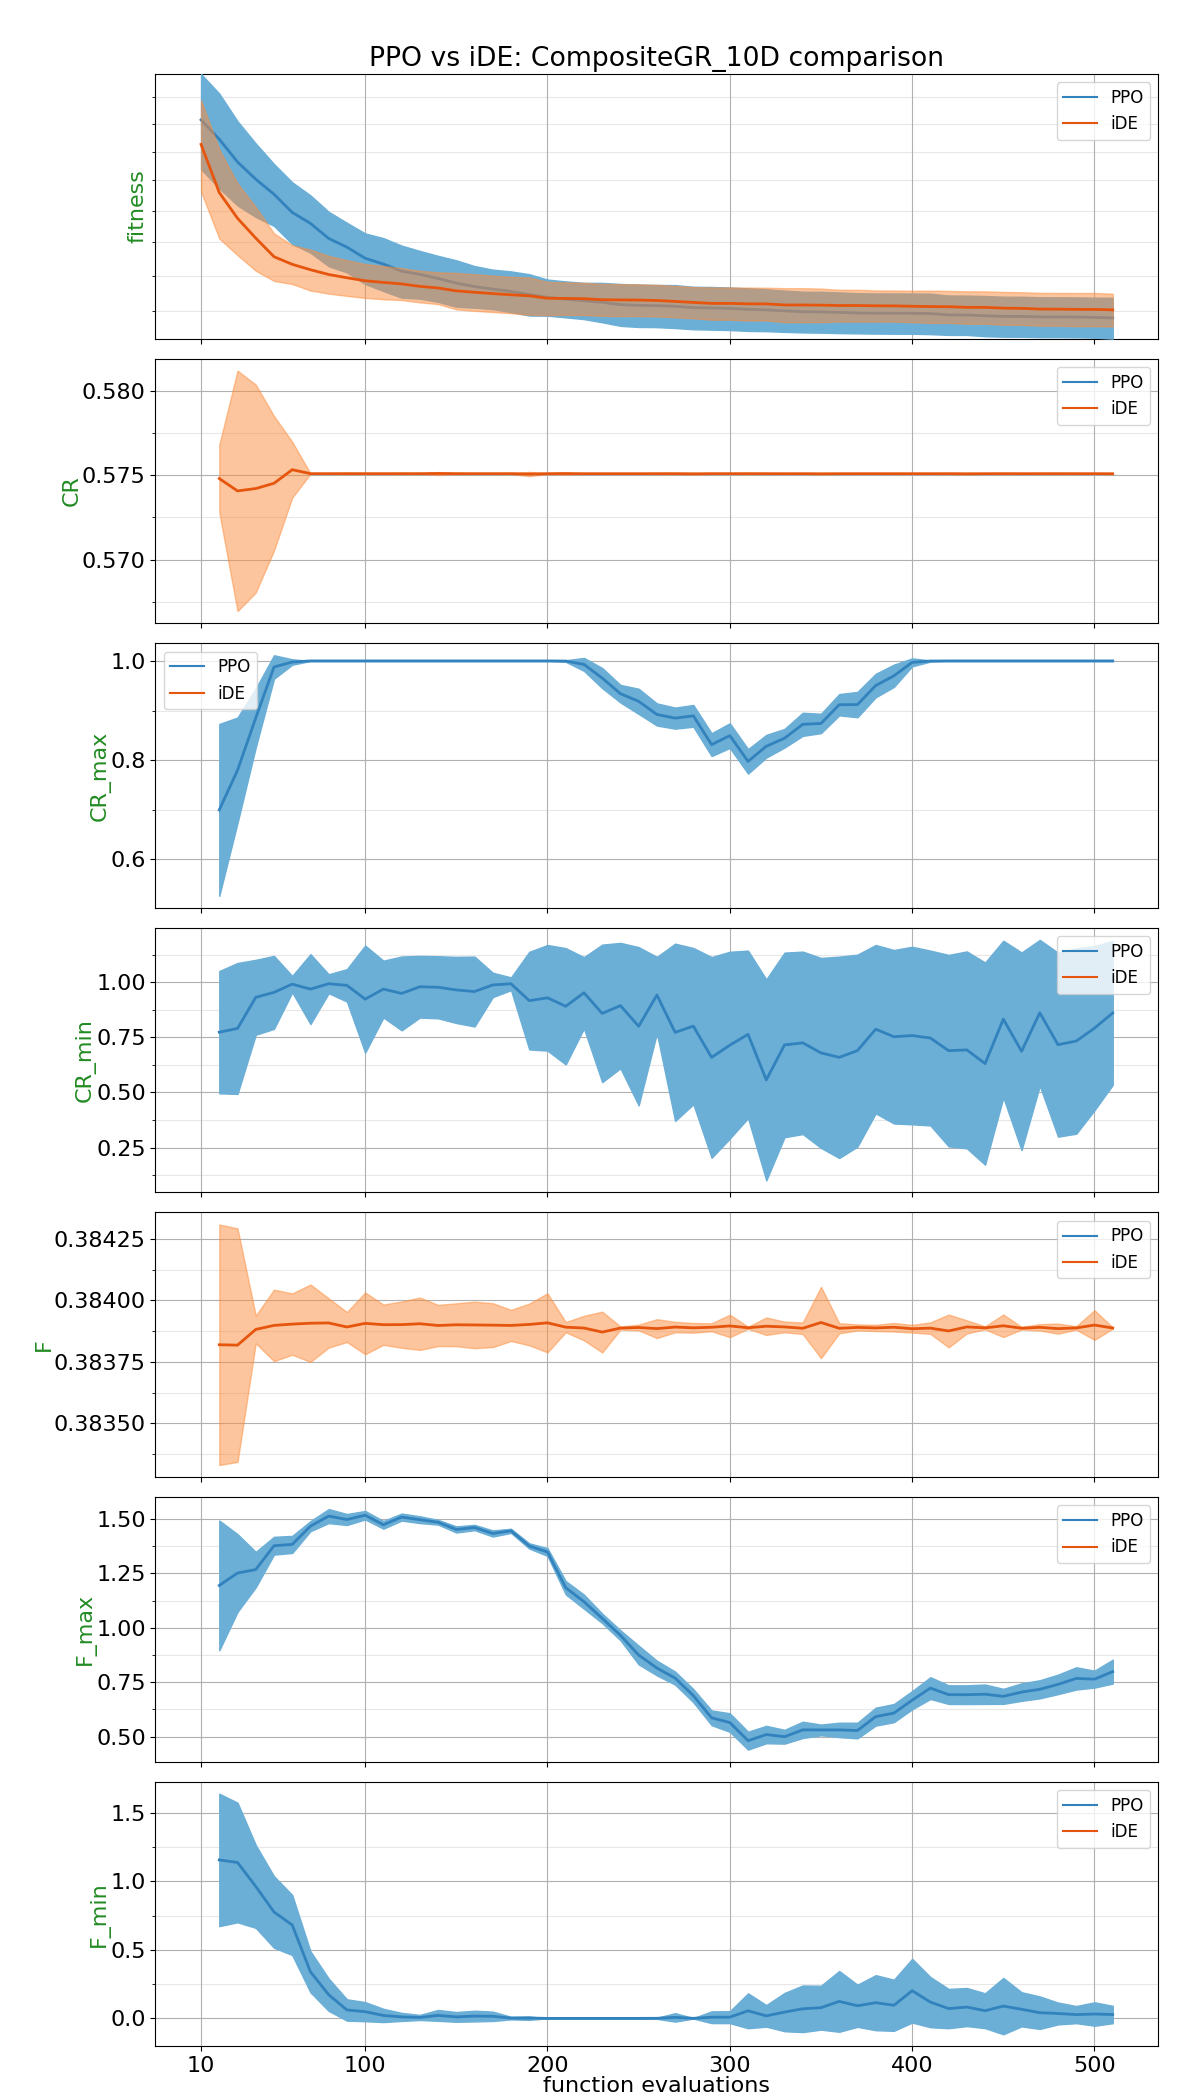 PPO vs iDE: CompositeGR_10D comparison
fitness
PPO
iDE
CR
0.580
0.575
0.570
PPO
iDE
CR_max
1.0
0.8
0.6
PPO
iDE
CR_min
1.00
0.75
0.50
0.25
PPO
iDE
F
0.38425
0.38400
0.38375
0.38350
PPO
iDE
F_max
1.50
1.25
1.00
0.75
0.50
PPO
iDE
F_min
1.5
1.0
0.5
0.0
PPO
iDE
10 100 200 300 400 500
function evaluations